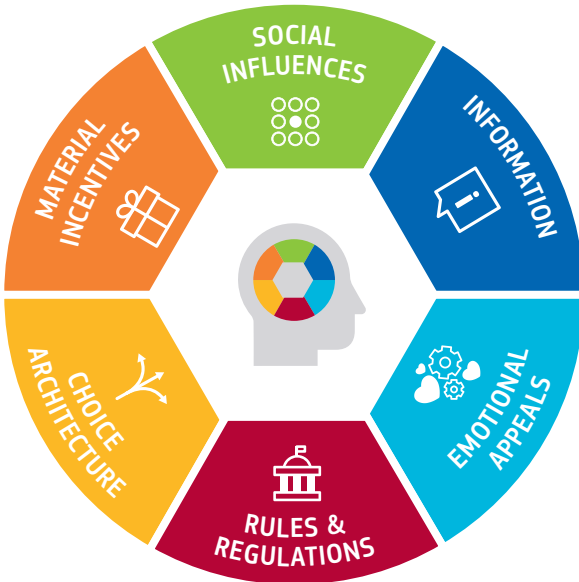 SOCIAL
INFLUENCES
INFORMATION
i
EMOTIONAL
APPEALS
RULES &
REGULATIONS
CHOICE
ARCHITECTURE
MATERIAL
INCENTIVES